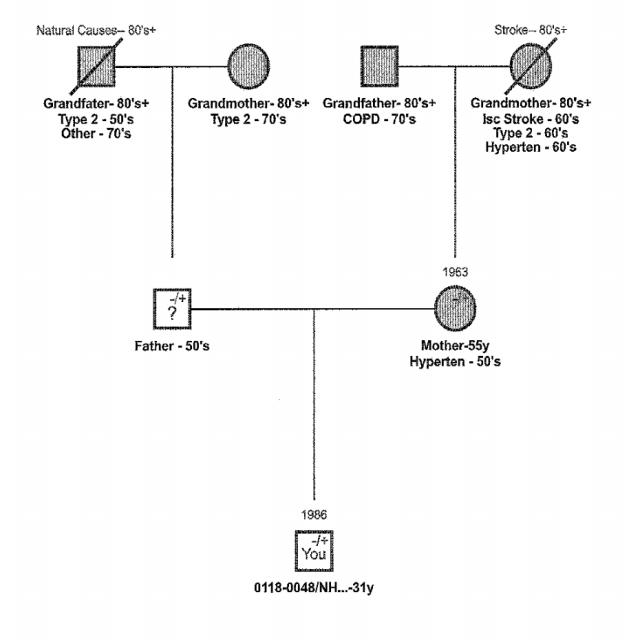 Natural Causes-- 80's+
Stroke-- 80's+
Grandfater- 80's+
Type 2 - 50's
Other - 70's
Grandmother- 80's+
Type 2 - 70's
Grandfather- 80's+
COPD - 70's
Grandmother- 80's+
Isc Stroke - 60's
Type 2 - 60's
Hyperten - 60's
-/+
?
Father - 50's
1963
-/+
Mother-55y
Hyperten - 50's
1986
-/+
You
0118-0048/NH...-31y